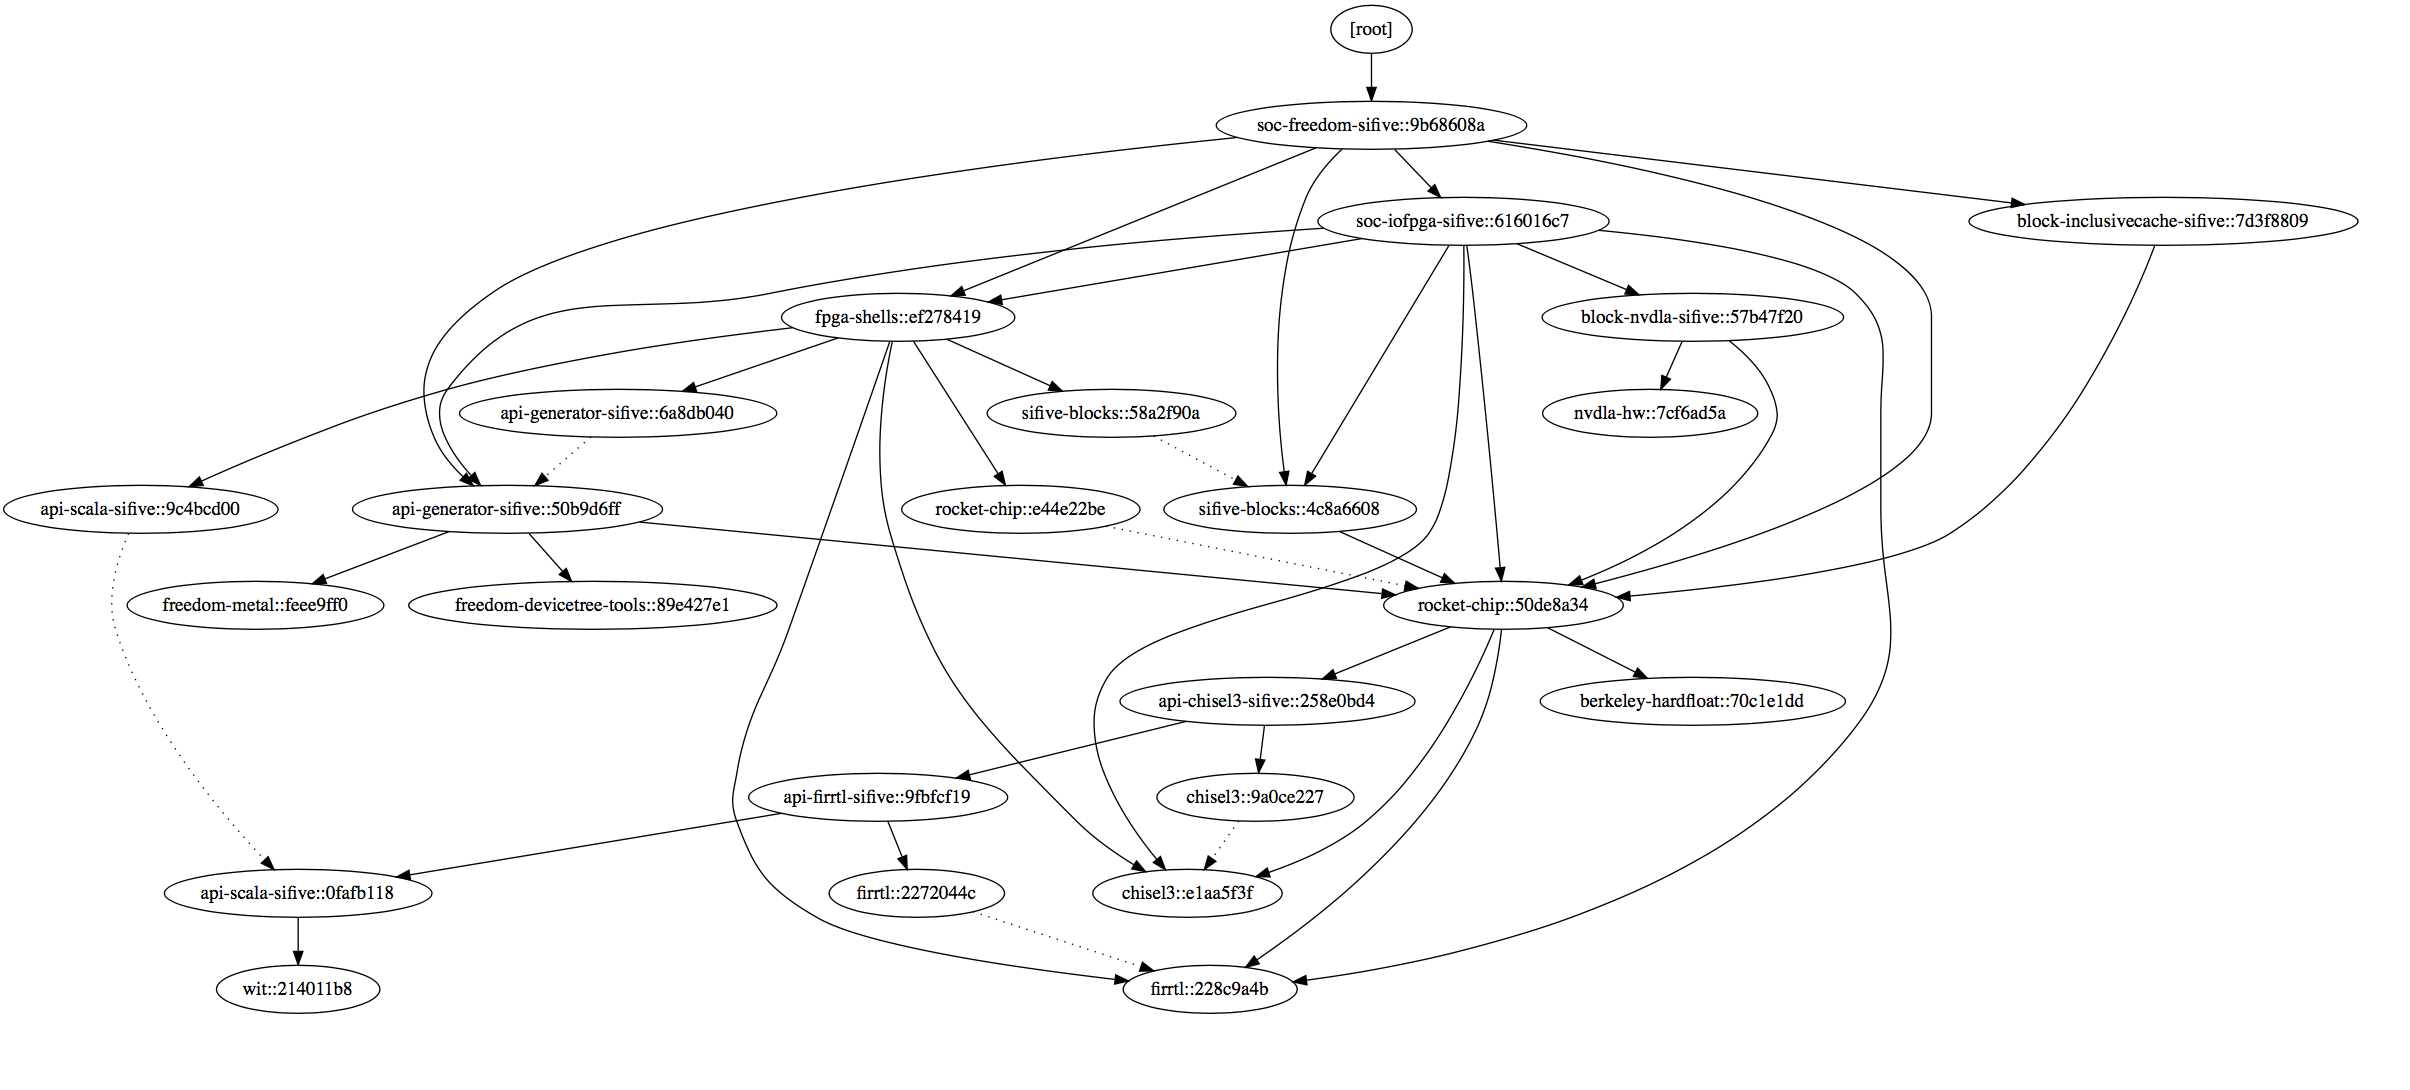 [root]
soc-freedom-sifive::9b68608a
soc-iofpga-sifive::616016c7
block-inclusivecache-sifive::7d3f8809
fpga-shells::ef278419
block-nvdla-sifive::57b47f20
api-generator-sifive::6a8db040
sifive-blocks::58a2f90a
nvdla-hw::7cf6ad5a
api-scala-sifive::9c4bcd00
api-generator-sifive::50b9d6ff
rocket-chip::e44e22be
sifive-blocks::4c8a6608
freedom-metal::feee9ff0
freedom-devicetree-tools::89e427e1
rocket-chip::50de8a34
api-chisel3-sifive::258e0bd4
berkeley-hardfloat::70c1e1dd
api-firrtl-sifive::9fbfcf19
chisel3::9a0ce227
api-scala-sifive::0fafb118
firrtl::2272044c
chisel3::e1aa5f3f
wit::214011b8
firrtl::228c9a4b